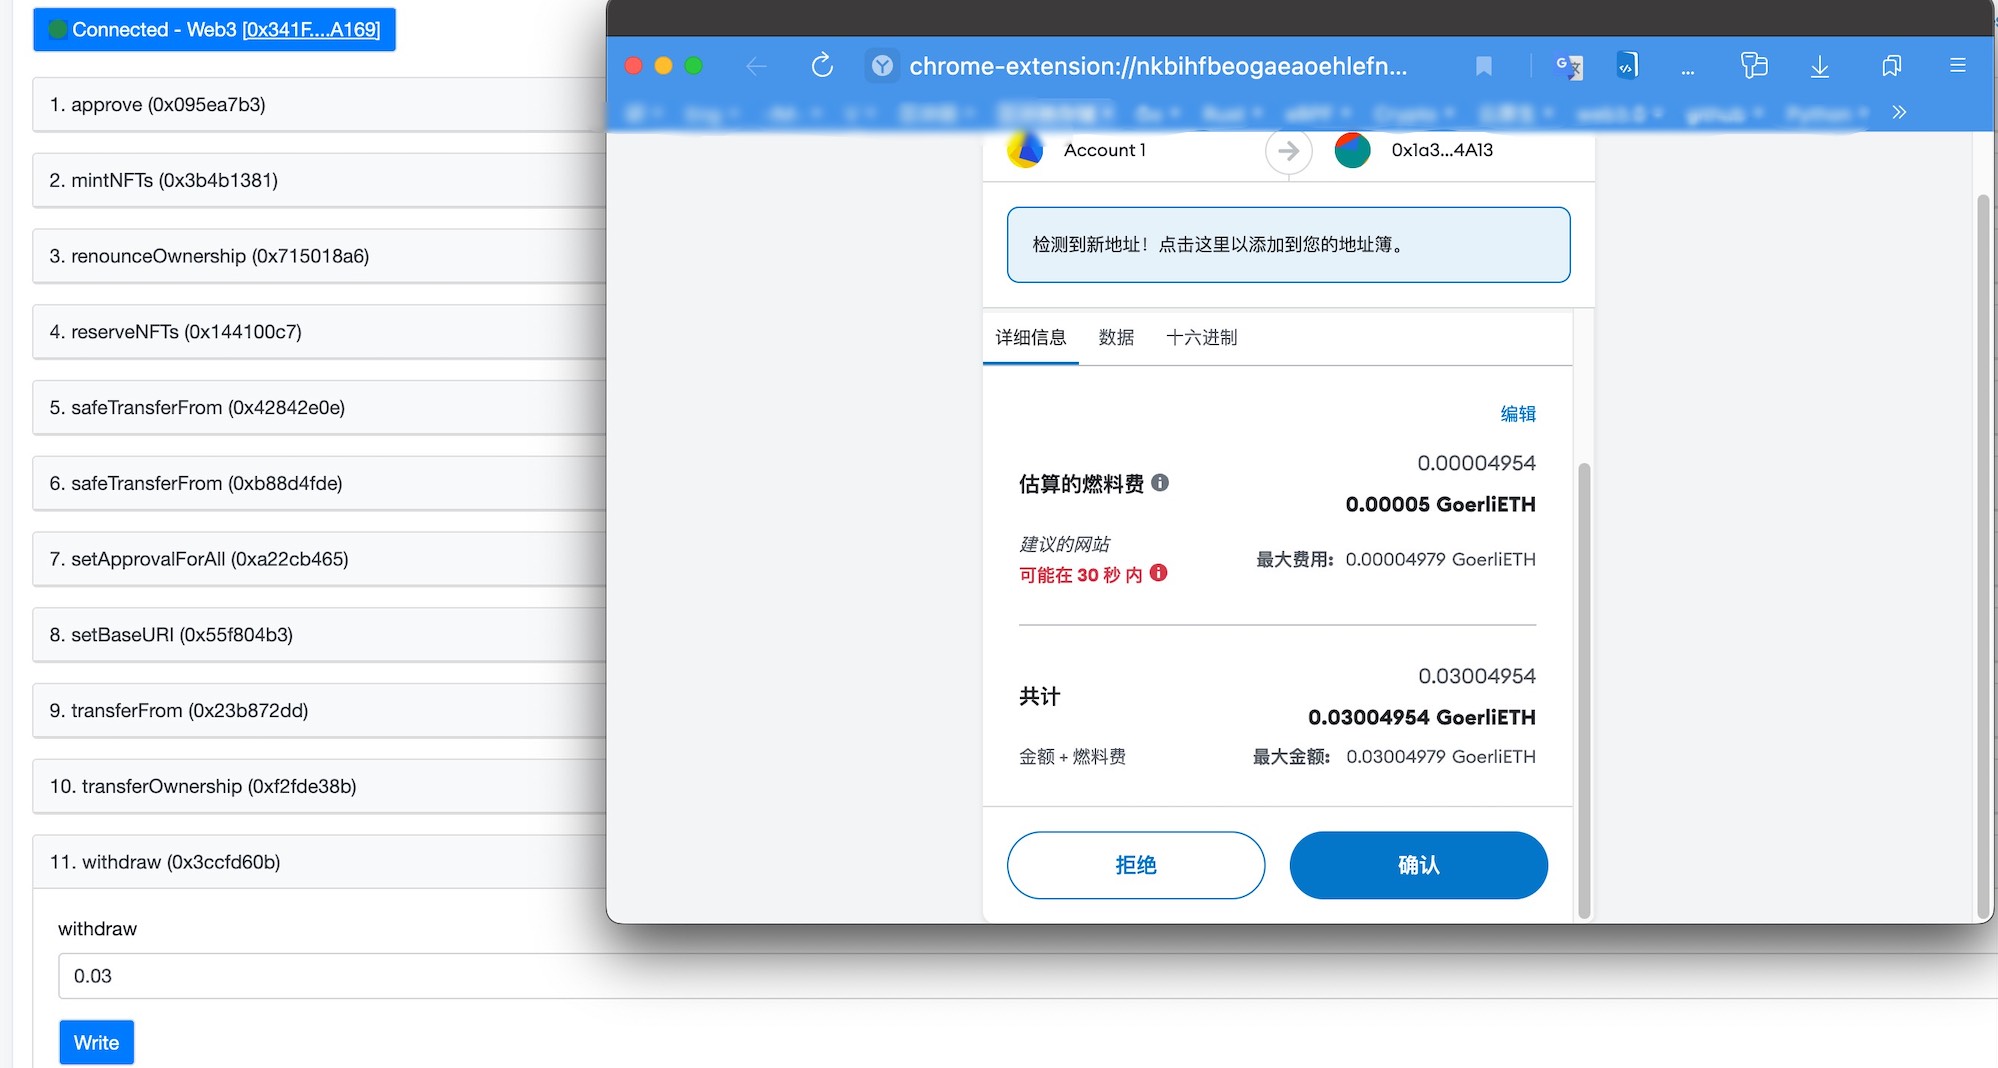 Connected - Web3 [0x341F....A169]
1. approve (0x095ea7b3)
2. mintNFTs (0x3b4b1381)
3. renounceOwnership (0x715018a6)
4. reserveNFTs (0x144100c7)
5. safeTransferFrom (0x42842e0e)
6. safeTransferFrom (0xb88d4fde)
7. setApprovalForAll (0xa22cb465)
8. setBaseURI (0x55f804b3)
9. transferFrom (0x23b872dd)
10. transferOwnership (0xf2fde38b)
11. withdraw (0x3ccfd60b)
withdraw
0.03
Write
chrome-extension://nkbihfbeogaeaoehlefn...
Account 1
0x1a3...4A13
检测到新地址！点击这里以添加到您的地址簿。
详细信息 数据 十六进制
编辑
0.00004954
估算的燃料费
0.00005 GoerliETH
建议的网站
最大费用: 0.00004979 GoerliETH
可能在 30 秒 内
0.03004954
共计
0.03004954 GoerliETH
金额 + 燃料费
最大金额: 0.03004979 GoerliETH
拒绝 确认